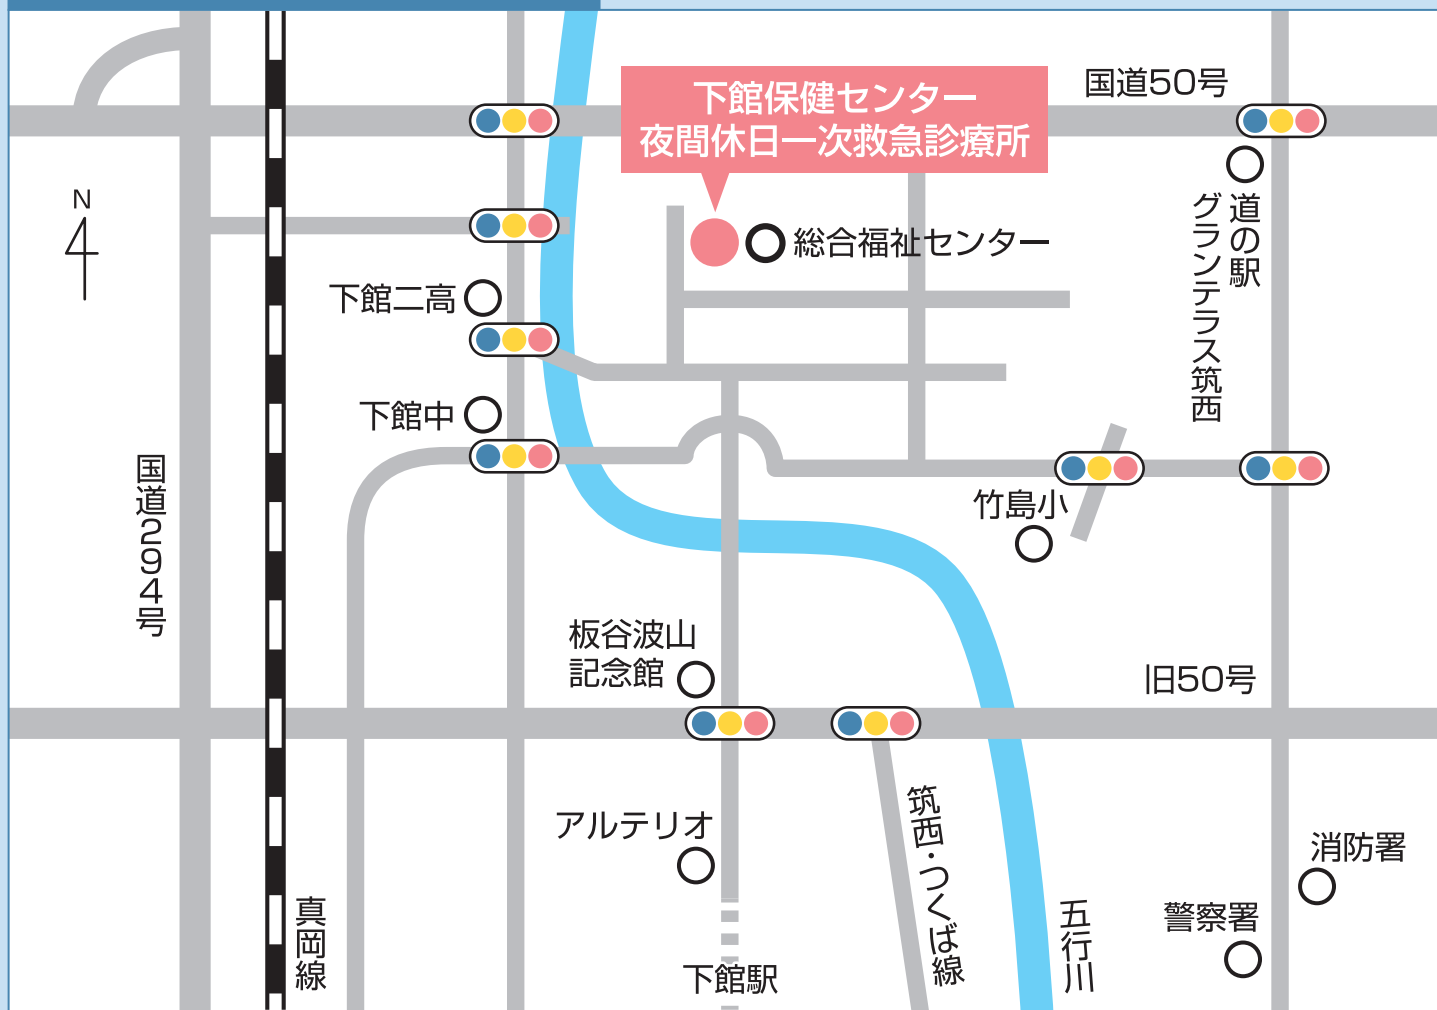 国道50号
下館保健センター
夜間休日一次救急診療所
N
道の駅
グランテラス筑西
総合福祉センター
下館二高
下館中
国道294号
竹島小
板谷波山
記念館
旧50号
アルテリオ
筑西・つくば線
消防署
警察署
真岡線
五行川
下館駅